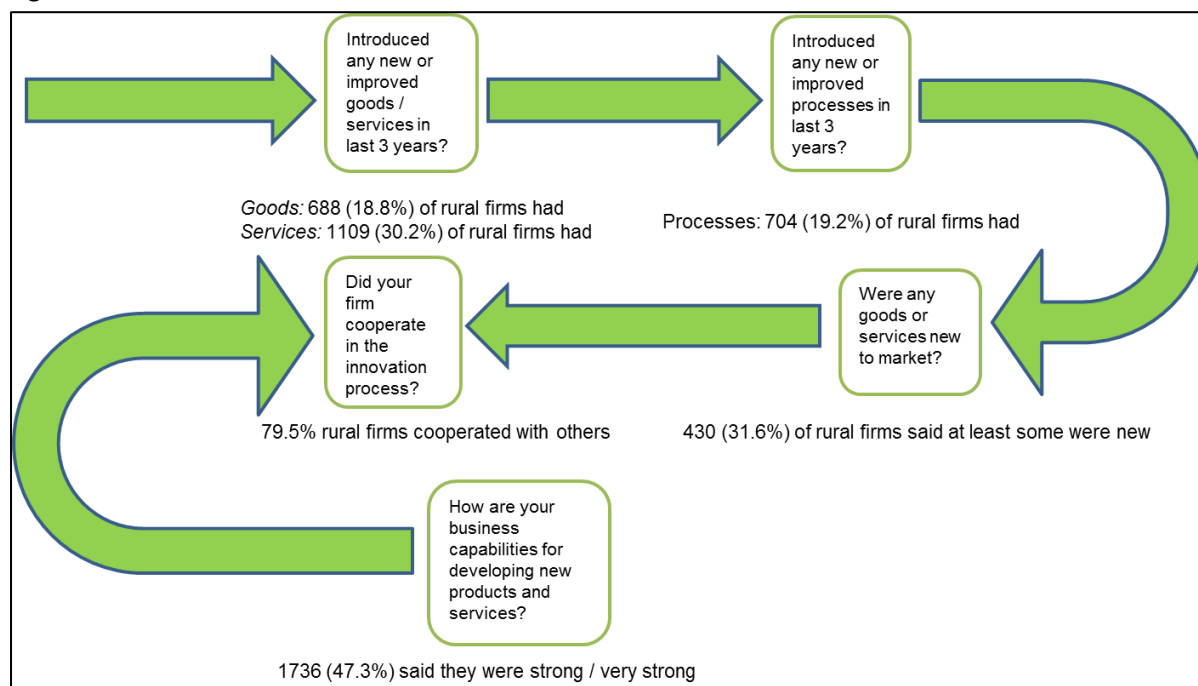 Introduced
any new or
improved
goods /
services in
last 3 years?
Introduced
any new or
improved
processes in
last 3 years?
Goods: 688 (18.8%) of rural firms had
Services: 1109 (30.2%) of rural firms had
Processes: 704 (19.2%) of rural firms had
Did your
firm
cooperate
in the
innovation
process?
Were any
goods or
services new
to market?
79.5% rural firms cooperated with others
430 (31.6%) of rural firms said at least some were new
How are your
business
capabilities for
developing new
products and
services?
1736 (47.3%) said they were strong / very strong